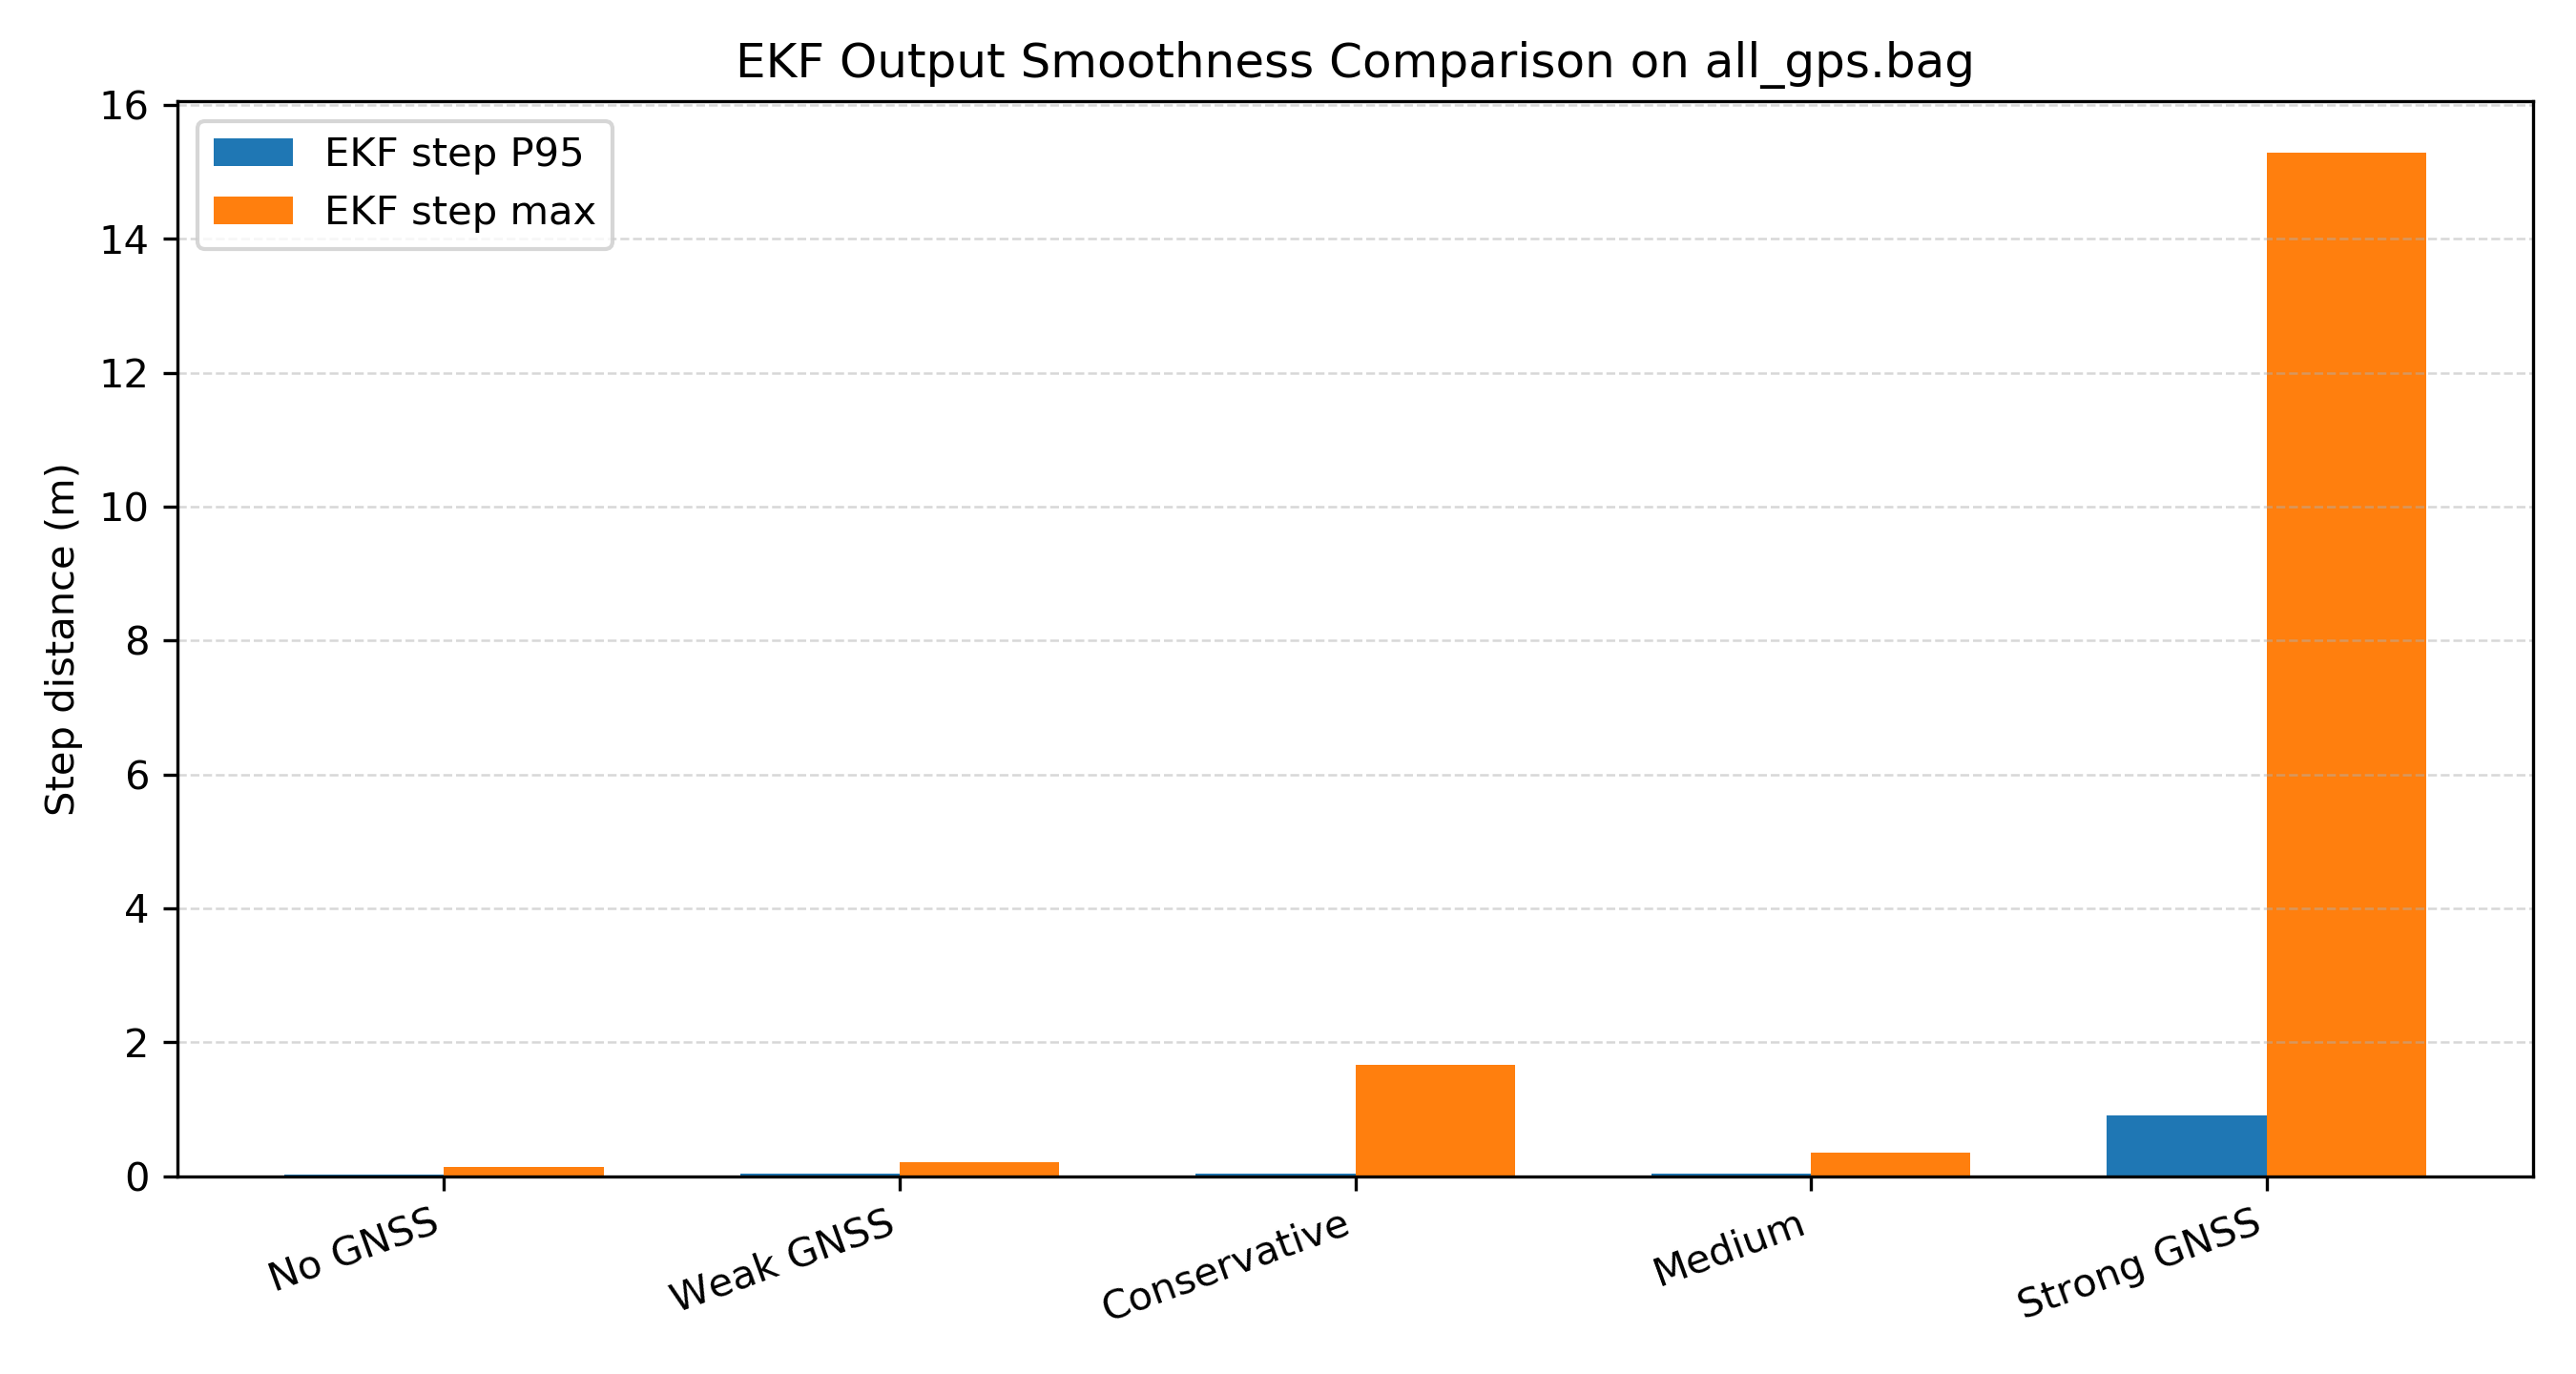 EKF Output Smoothness Comparison on all_gps.bag
EKF step P95
EKF step max
Step distance (m)
16
14
12
10
8
6
4
2
0
No GNSS
Weak GNSS
Conservative
Medium
Strong GNSS